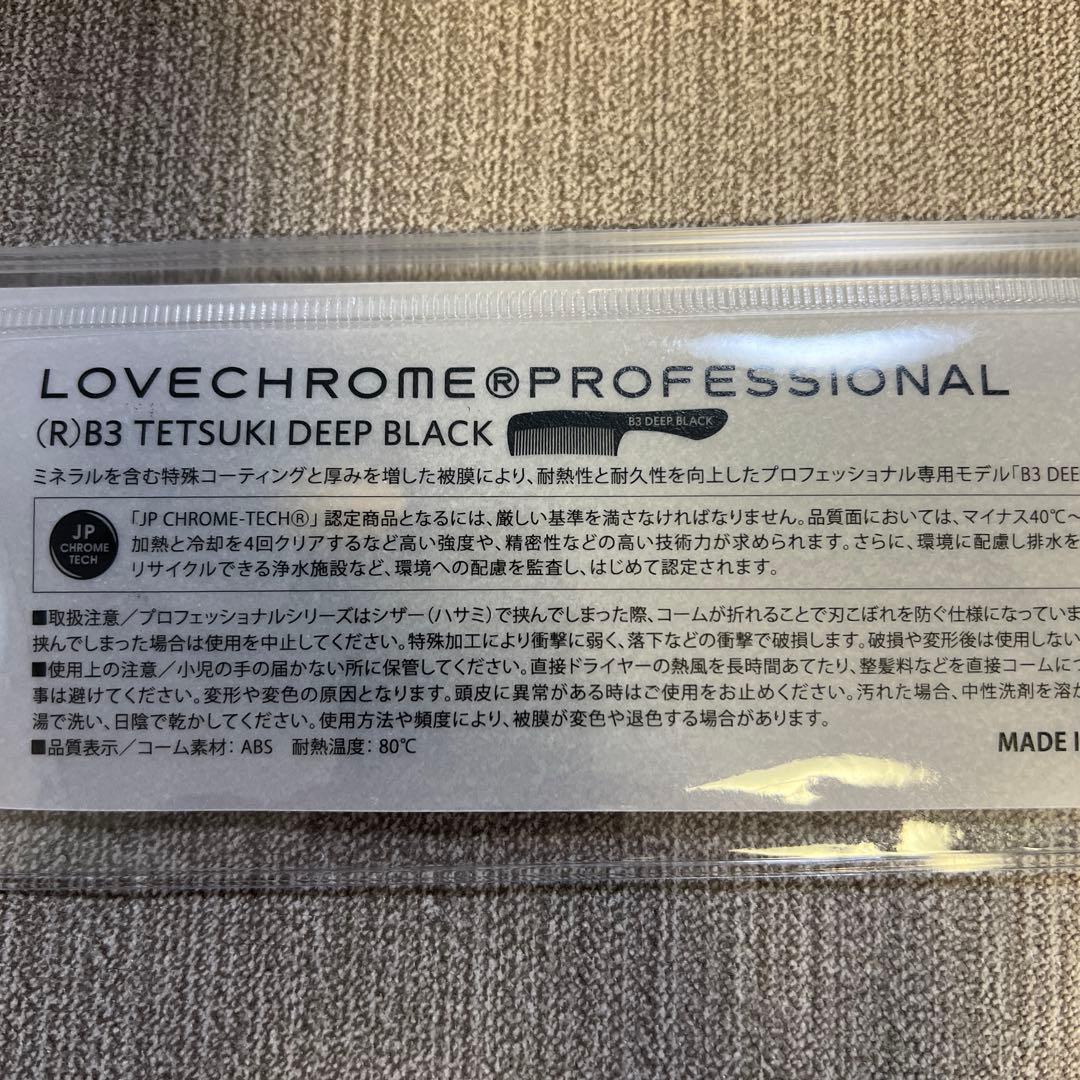 LOVECHROME®PROFESSIONAL
(R)B3 TETSUKI DEEP BLACK
B3 DEEP BLACK
ミネラルを含む特殊コーティングと厚みを増した被膜により、耐熱性と耐久性を向上したプロフェッショナル専用モデル「B3 DEE
JP
CHROME
TECH
「JP CHROME-TECH®」認定商品となるには、厳しい基準を満さなければなりません。品質面においては、マイナス40℃~
加熱と冷却を4回クリアするなど高い強度や、精密性などの高い技術力が求められます。さらに、環境に配慮し排水を
リサイクルできる浄水施設など、環境への配慮を監査し、はじめて認定されます。
■取扱注意／プロフェッショナルシリーズはシザー(ハサミ)で挟んでしまった際、コームが折れることで刃こぼれを防ぐ仕様になっていま
挟んでしまった場合は使用を中止してください。特殊加工により衝撃に弱く、落下などの衝撃で破損します。破損や変形後は使用しない
■使用上の注意／小児の手の届かない所に保管してください。直接ドライヤーの熱風を長時間あてたり、整髪料などを直接コームにつ
事は避けてください。変形や変色の原因となります。頭皮に異常がある時はご使用をお止めください。汚れた場合、中性洗剤を溶か
湯で洗い、日陰で乾かしてください。使用方法や頻度により、被膜が変色や退色する場合があります。
■品質表示／コーム素材: ABS 耐熱温度: 80℃
MADE I